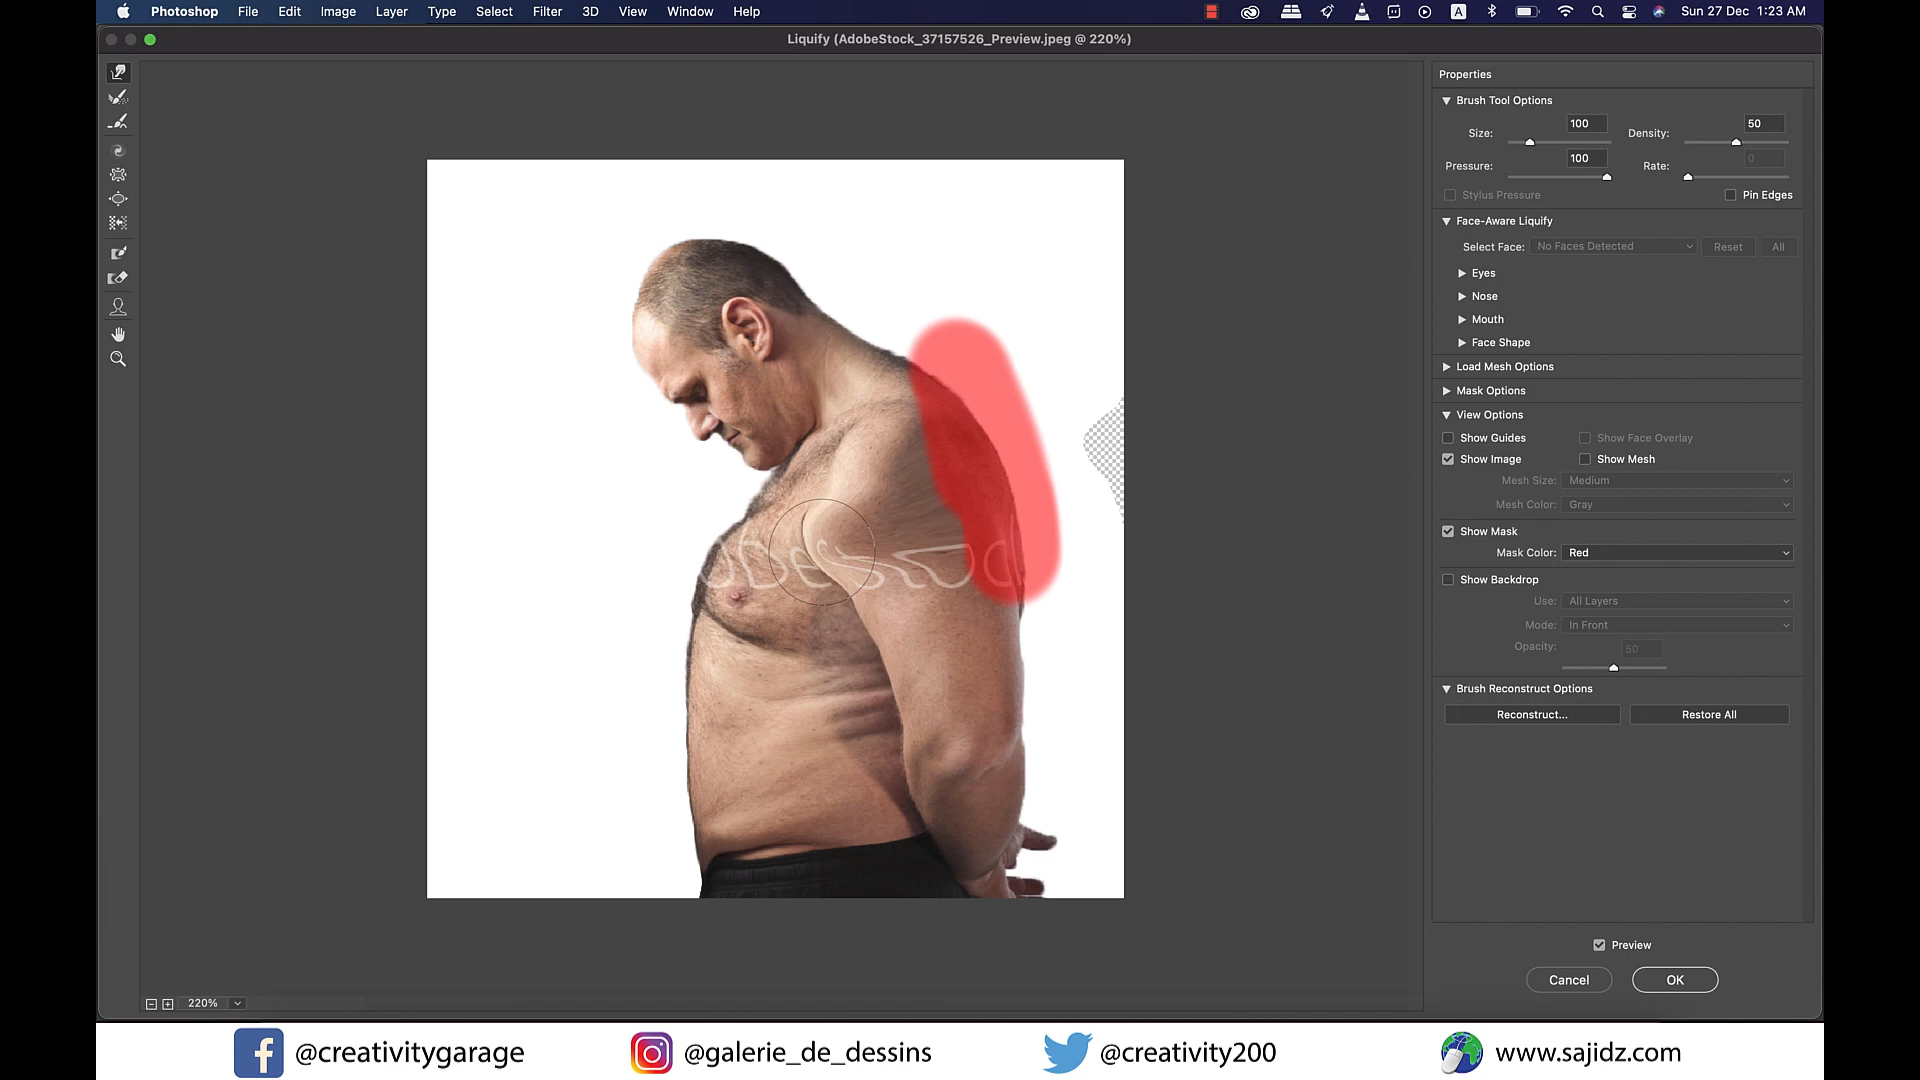 Photoshop File Edit Image Layer Type Select Filter 3D View Window Help A Sun 27 Dec 1:23 AM
Liquify (AdobeStock_37157526_Preview.jpeg @ 220%)
Properties
Brush Tool Options
Size: 100 Density: 50
Pressure: 100 Rate: 0
Stylus Pressure Pin Edges
Face-Aware Liquify
Select Face: No Faces Detected Reset All
Eyes
Nose
Mouth
Face Shape
Load Mesh Options
Mask Options
View Options
Show Guides Show Face Overlay
Show Image Show Mesh
Mesh Size: Medium
Mesh Color: Gray
Show Mask
Mask Color: Red
Show Backdrop
Use: All Layers
Mode: In Front
Opacity: 50
Brush Reconstruct Options
Reconstruct... Restore All
Preview
Cancel OK
220%
@creativitygarage @galerie_de_dessins @creativity200 www.sajidz.com